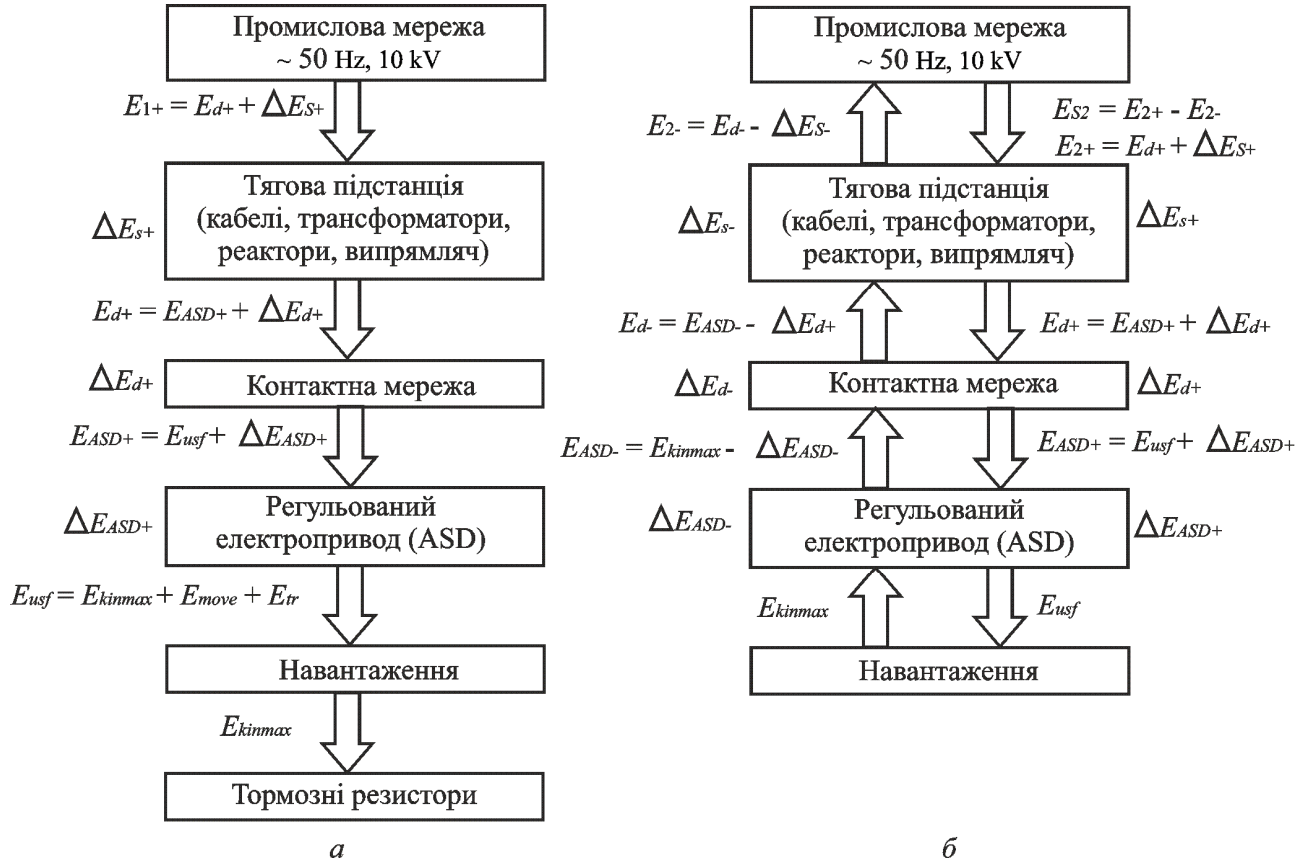 Промислова мережа
~ 50 Hz, 10 kV
E1+ = Ed+ + ΔES+
Тягова підстанція
(кабелі, трансформатори,
реактори, випрямляч)
ΔEs+
Ed+ = EASD+ + ΔEd+
Контактна мережа
ΔEd+
EASD+ = Eusf + ΔEASD+
Регульований
електропривод (ASD)
ΔEASD+
Eusf = Ekinmax + Emove + Etr
Навантаження
Ekinmax
Тормозні резистори
а
Промислова мережа
~ 50 Hz, 10 kV
E2- = Ed- - ΔES-
ES2 = E2+ - E2-
E2+ = Ed+ + ΔES+
Тягова підстанція
(кабелі, трансформатори,
реактори, випрямляч)
ΔEs-
ΔEs+
Ed- = EASD- - ΔEd+
Ed+ = EASD+ + ΔEd+
Контактна мережа
ΔEd-
ΔEd+
EASD- = Ekinmax - ΔEASD-
EASD+ = Eusf + ΔEASD+
Регульований
електропривод (ASD)
ΔEASD-
ΔEASD+
Ekinmax
Eusf
Навантаження
б